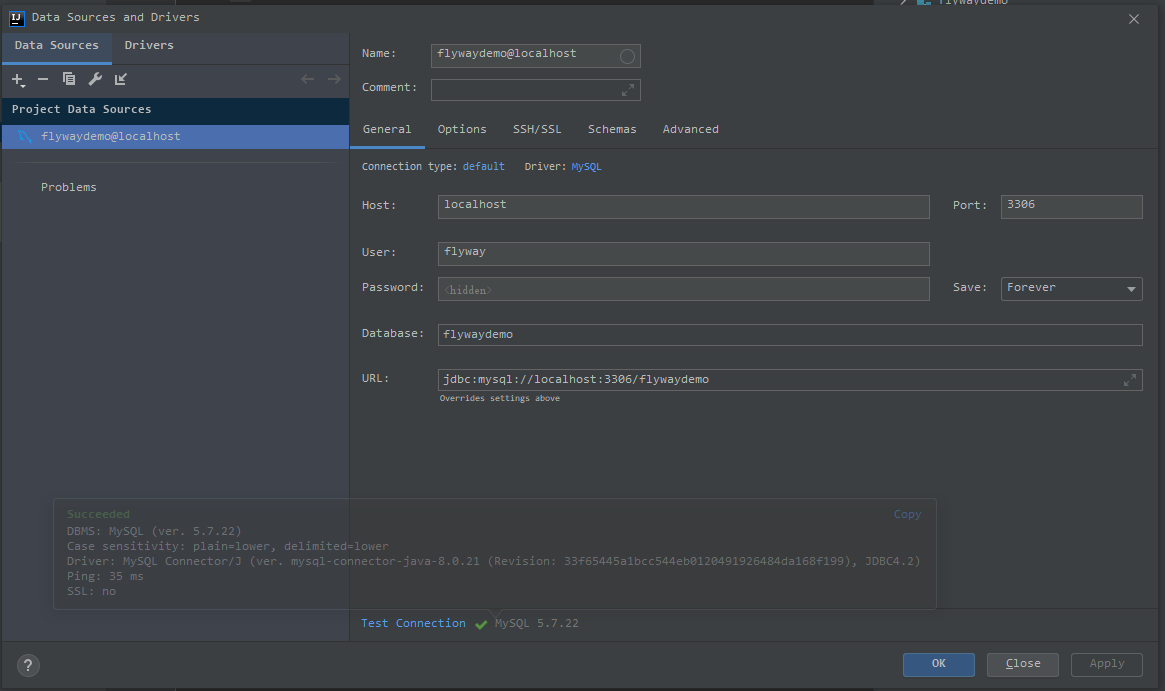 flywaydemo
Data Sources and Drivers
Data Sources Drivers
Project Data Sources
flywaydemo@localhost
Problems
Name: flywaydemo@localhost
Comment:
General Options SSH/SSL Schemas Advanced
Connection type: default Driver: MySQL
Host: localhost Port: 3306
User: flyway
Password: <hidden> Save: Forever
Database: flywaydemo
URL: jdbc:mysql://localhost:3306/flywaydemo
Overrides settings above
Succeeded Copy
DBMS: MySQL (ver. 5.7.22)
Case sensitivity: plain=lower, delimited=lower
Driver: MySQL Connector/J (ver. mysql-connector-java-8.0.21 (Revision: 33f65445a1bcc544eb0120491926484da168f199), JDBC4.2)
Ping: 35 ms
SSL: no
Test Connection MySQL 5.7.22
? OK Close Apply